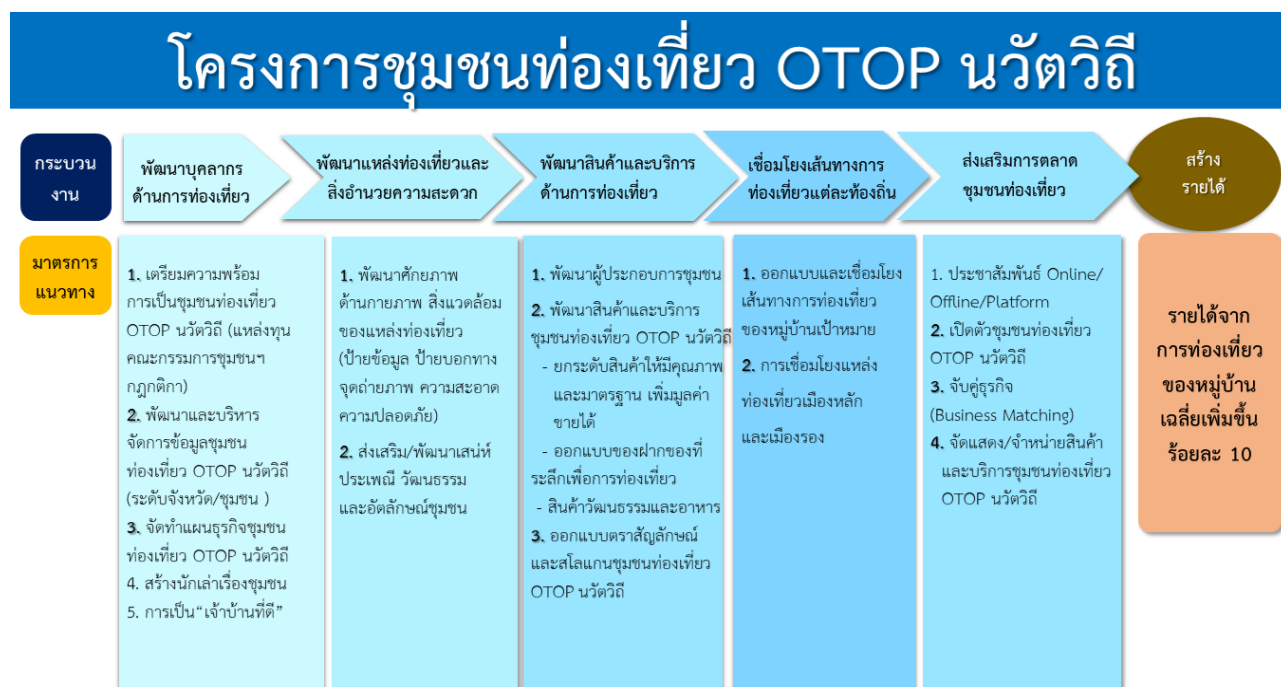 โครงการชุมชนท่องเที่ยว OTOP นวัตวิถี
กระบวน
งาน
พัฒนาบุคลากร
ด้านการท่องเที่ยว
พัฒนาแหล่งท่องเที่ยวและ
สิ่งอำนวยความสะดวก
พัฒนาสินค้าและบริการ
ด้านการท่องเที่ยว
เชื่อมโยงเส้นทางการ
ท่องเที่ยวแต่ละท้องถิ่น
ส่งเสริมการตลาด
ชุมชนท่องเที่ยว
สร้าง
รายได้
มาตรการ
แนวทาง
1. เตรียมความพร้อม
การเป็นชุมชนท่องเที่ยว
OTOP นวัตวิถี (แหล่งทุน
คณะกรรมการชุมชนฯ
กฎกติกา)
2. พัฒนาและบริหาร
จัดการข้อมูลชุมชน
ท่องเที่ยว OTOP นวัตวิถี
(ระดับจังหวัด/ชุมชน )
3. จัดทำแผนธุรกิจชุมชน
ท่องเที่ยว OTOP นวัตวิถี
4. สร้างนักเล่าเรื่องชุมชน
5. การเป็น“เจ้าบ้านที่ดี”
1. พัฒนาศักยภาพ
ด้านกายภาพ สิ่งแวดล้อม
ของแหล่งท่องเที่ยว
(ป้ายข้อมูล ป้ายบอกทาง
จุดถ่ายภาพ ความสะอาด
ความปลอดภัย)
2. ส่งเสริม/พัฒนาเสน่ห์
ประเพณี วัฒนธรรม
และอัตลักษณ์ชุมชน
1. พัฒนาผู้ประกอบการชุมชน
2. พัฒนาสินค้าและบริการ
ชุมชนท่องเที่ยว OTOP นวัตวิถี
- ยกระดับสินค้าให้มีคุณภาพ
และมาตรฐาน เพิ่มมูลค่า
ขายได้
- ออกแบบของฝากของที่
ระลึกเพื่อการท่องเที่ยว
- สินค้าวัฒนธรรมและอาหาร
3. ออกแบบตราสัญลักษณ์
และสโลแกนชุมชนท่องเที่ยว
OTOP นวัตวิถี
1. ออกแบบและเชื่อมโยง
เส้นทางการท่องเที่ยว
ของหมู่บ้านเป้าหมาย
2. การเชื่อมโยงแหล่ง
ท่องเที่ยวเมืองหลัก
และเมืองรอง
1. ประชาสัมพันธ์ Online/
Offline/Platform
2. เปิดตัวชุมชนท่องเที่ยว
OTOP นวัตวิถี
3. จับคู่ธุรกิจ
(Business Matching)
4. จัดแสดง/จำหน่ายสินค้า
และบริการชุมชนท่องเที่ยว
OTOP นวัตวิถี
รายได้จาก
การท่องเที่ยว
ของหมู่บ้าน
เฉลี่ยเพิ่มขึ้น
ร้อยละ 10